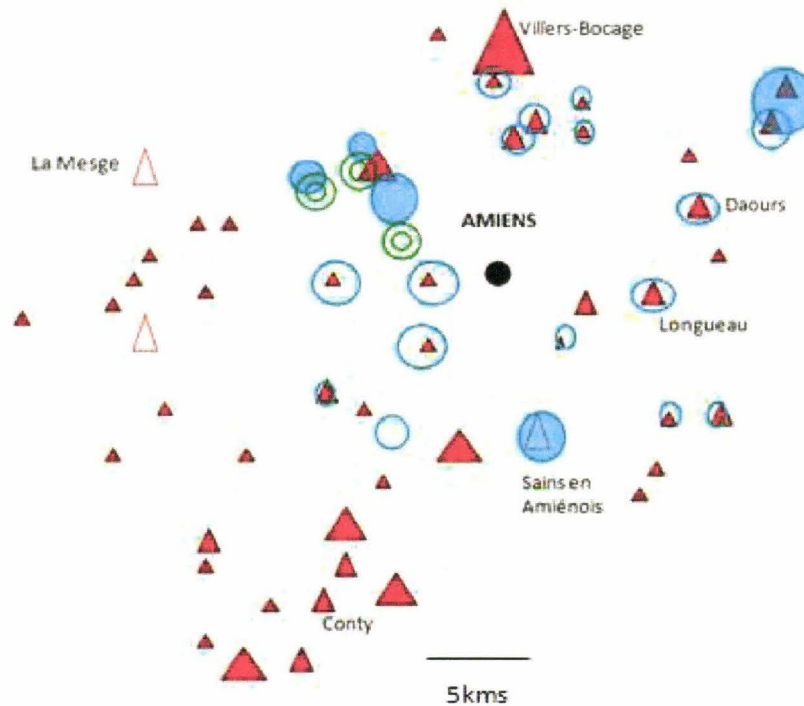 Villers-Bocage
La Mesge
Daours
AMIENS
Longueau
Sains en
Amiénois
Conty
5kms